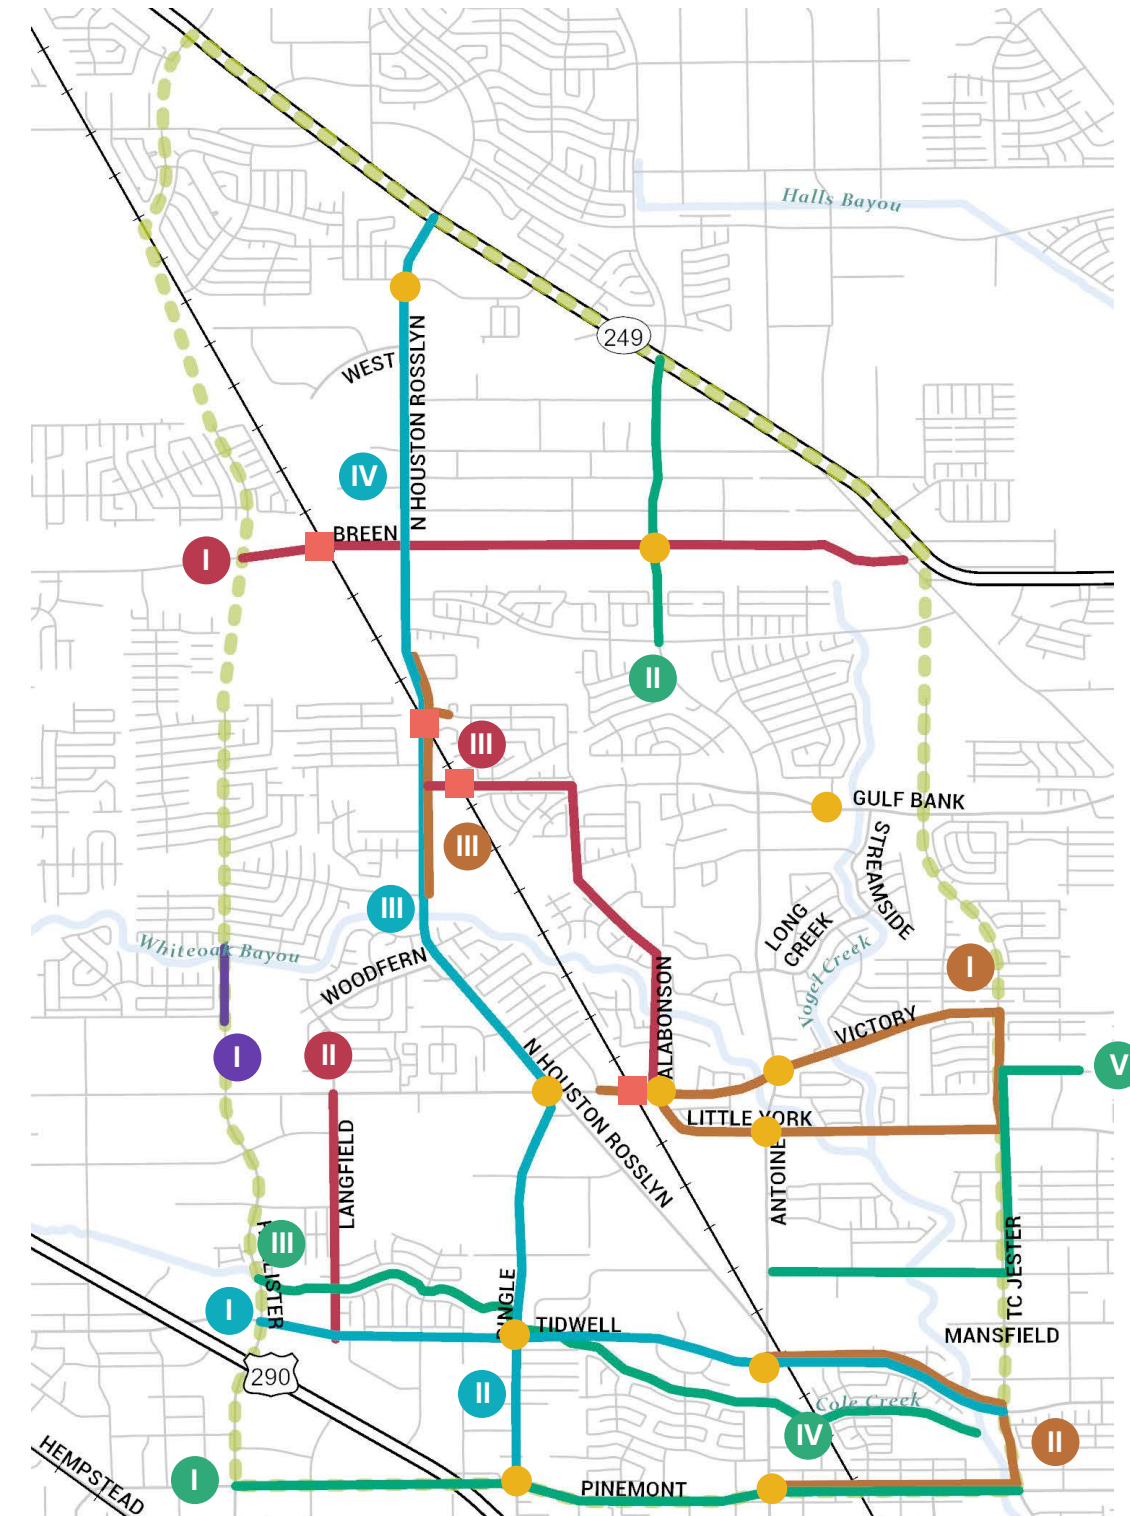 Halls Bayou
249
WEST
N HOUSTON ROSSLYN
IV
BREEN
I
II
III
GULF BANK
STREAMSIDE
III
III
LONG
CREEK
Whiteoak Bayou
WOODFERN
Vogel Creek
I
ALABONSON
VICTORY
I
II
N HOUSTON ROSSLYN
V
LITTLE YORK
LANGFIELD
ANTOINE
III
HOLLISTER
TC JESTER
I
DINGLE
TIDWELL
MANSFIELD
290
II
Cole Creek
IV
II
HEMPSTEAD
I
PINEMONT